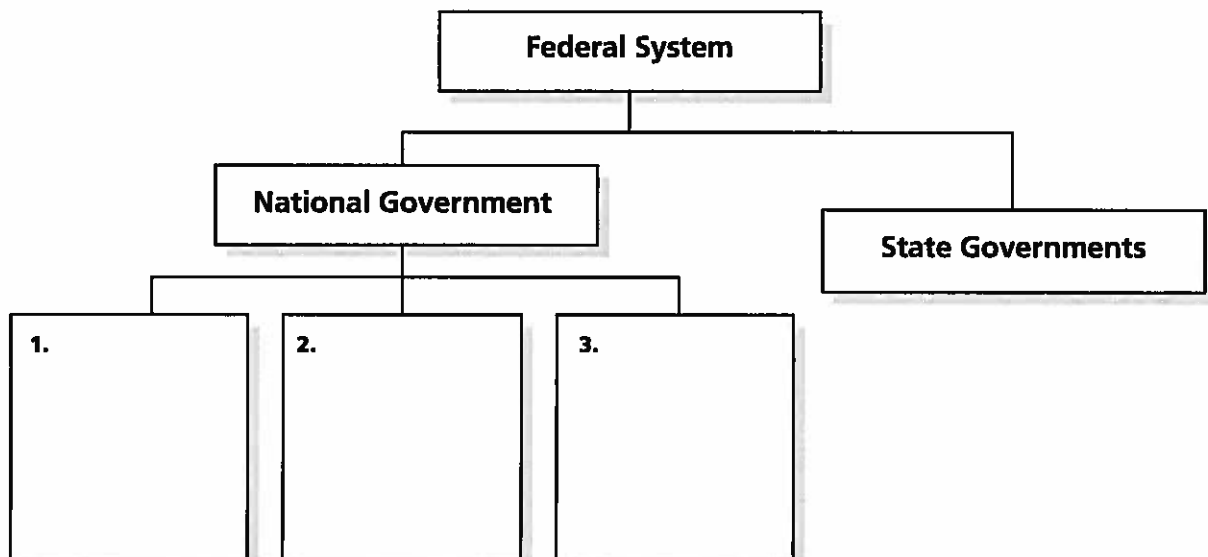 Federal System
National Government
State Governments
1.
2.
3.